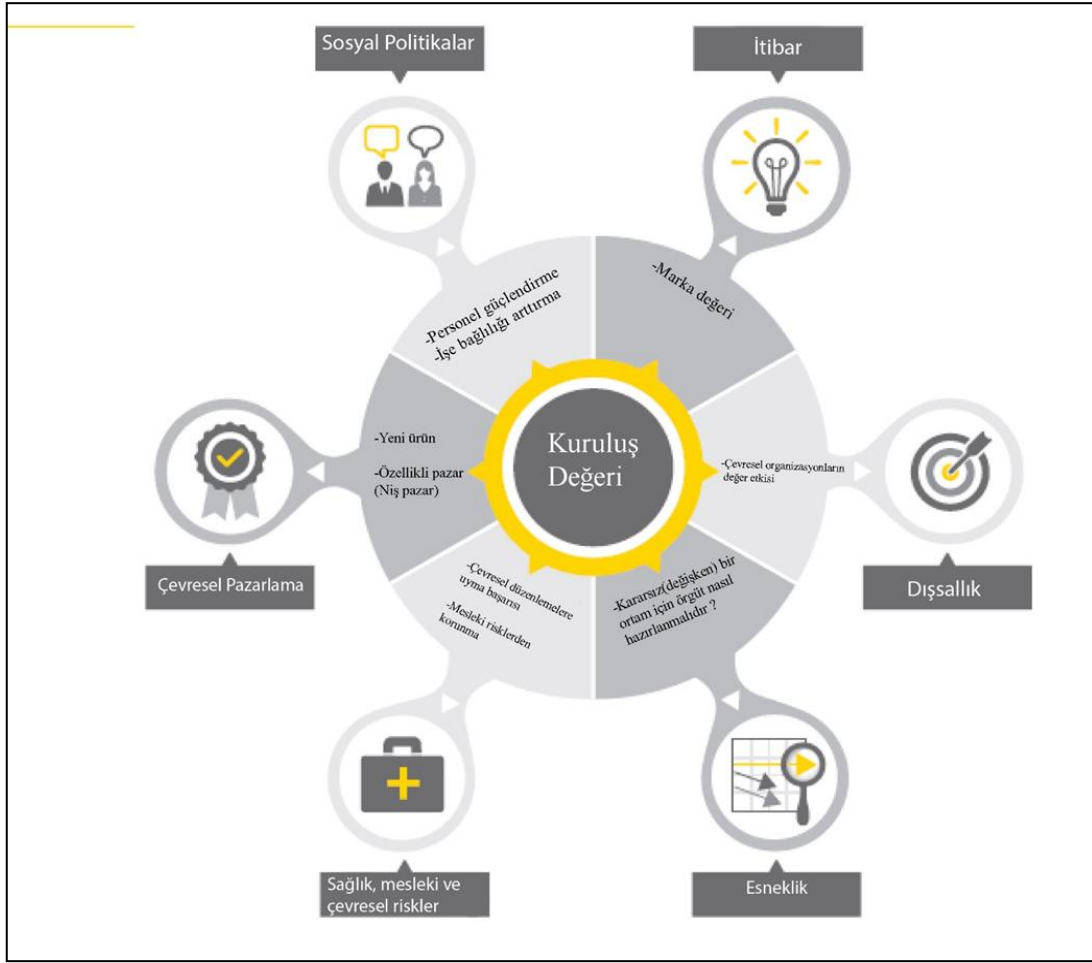 Sosyal Politikalar
İtibar
-Personel güçlendirme
-İşe bağlılığı arttırma
-Marka değeri
-Yeni ürün
-Özellikli pazar
(Niş pazar)
Kuruluş
Değeri
-Çevresel organizasyonların
değer etkisi
Çevresel Pazarlama
Dışsallık
-Çevresel düzenlemelere
uyma başarısı
-Mesleki risklerden
korunma
-Kararsız(değişken) bir
ortam için örgüt nasıl
hazırlanmalıdır ?
Sağlık, mesleki ve
çevresel riskler
Esneklik